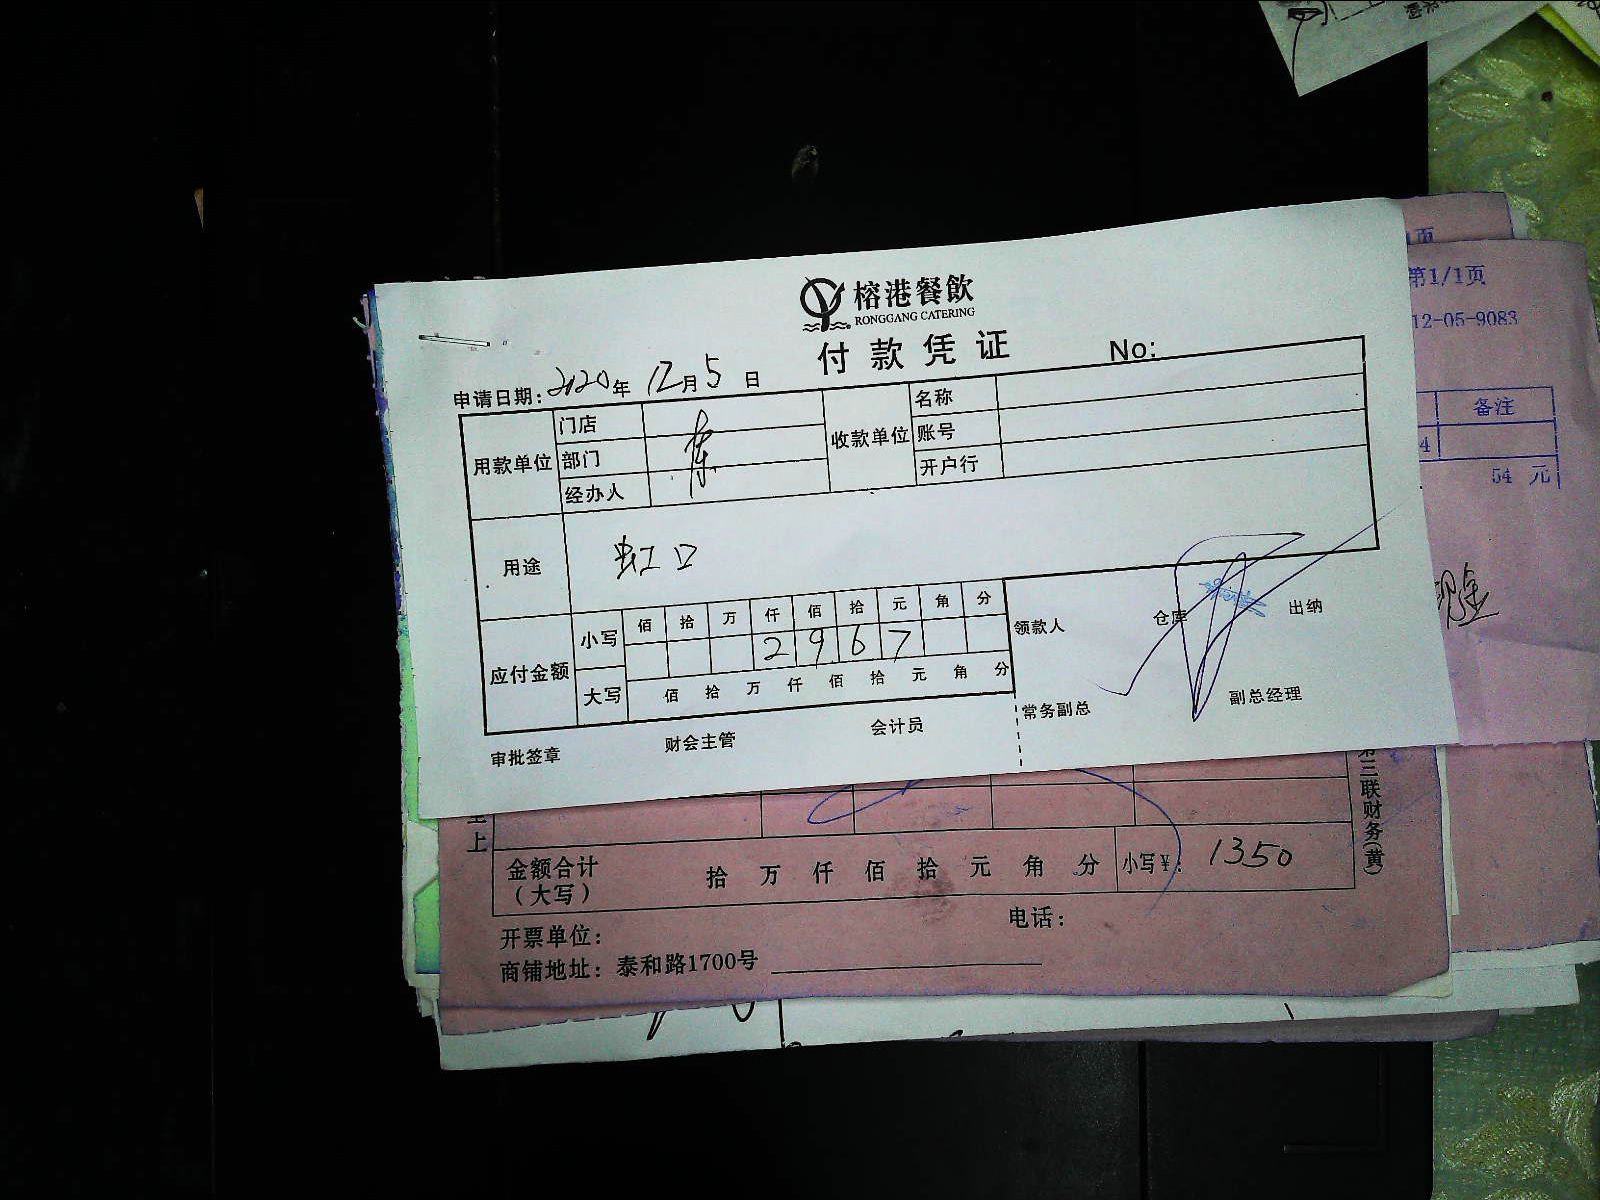 榕港餐飲
RONGGANG CATERING
付款凭证
No:
申请日期: 2020年 12月5日
用款单位
门店
部门
经办人
收款单位
名称
账号
开户行
用途
虹口
应付金额
小写
佰 拾 万 仟 佰 拾 元 角 分
2 9 6 7
大写
佰 拾 万 仟 佰 拾 元 角 分
领款人
仓库
出纳
常务副总
副总经理
审批签章
财会主管
会计员
页
第1/1页
12-05-9083
备注
4
54 元
现金
上
第三联财务(黄)
金额合计
(大写)
拾 万 仟 佰 拾 元 角 分
小写¥: 1350
开票单位:
电话:
商铺地址: 泰和路1700号